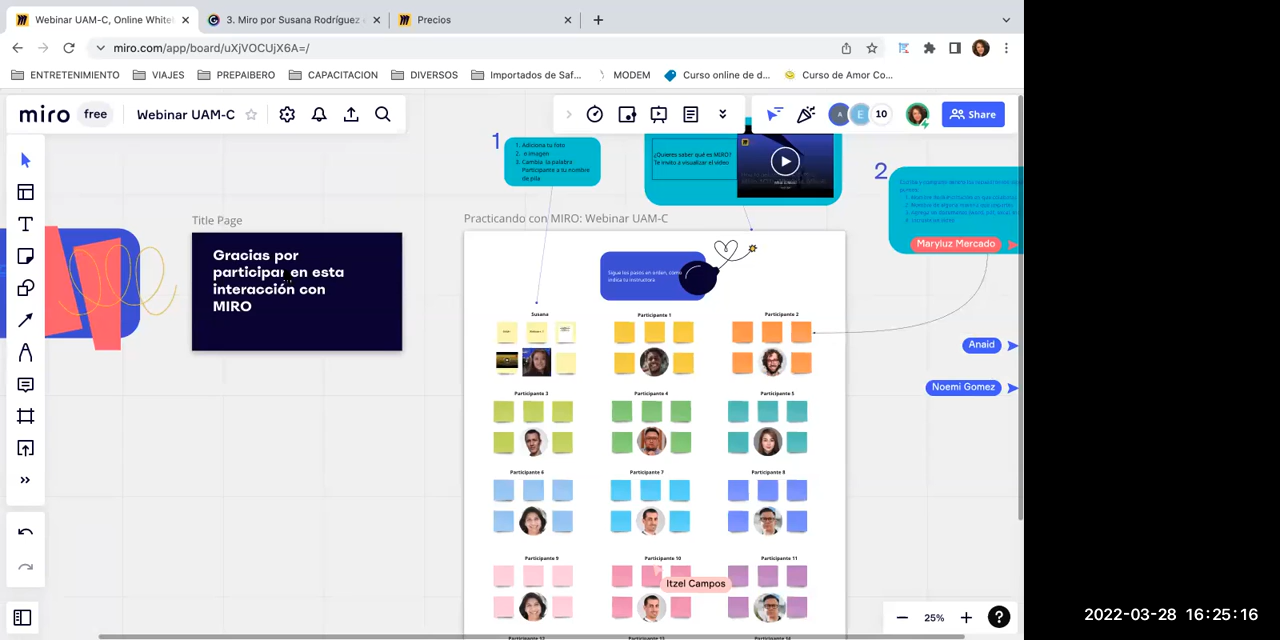 Webinar UAM-C, Online White
3. Miro por Susana Rodríguez
Precios
miro.com/app/board/uXjVOCUjX6A=/
ENTRETENIMIENTO
VIAJES
PREPAIBERO
CAPACITACION
DIVERSOS
Importados de Saf...
MODEM
Curso online de d...
Curso de Amor Co...
miro
free
Webinar UAM-C
A
E
10
Share
1
1. Adiciona tu foto
2. o imagen
3. Cambia la palabra
Participante a tu nombre
de pila
¿Quieres saber qué es MIRO?
Te invito a visualizar el video
2
Maryluz Mercado
Title Page
Gracias por
participar en esta
interacción con
MIRO
Practicando con MIRO: Webinar UAM-C
Sigue los pasos en orden, como
indica tu instructora
Susana
Participante 1
Participante 2
Anaid
Noemi Gomez
Participante 3
Participante 4
Participante 5
Participante 6
Participante 7
Participante 8
Participante 9
Participante 10
Participante 11
Itzel Campos
25%
2022-03-28 16:25:16